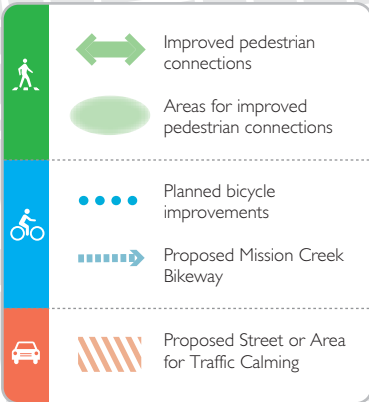 Improved pedestrian
connections
Areas for improved
pedestrian connections
Planned bicycle
improvements
Proposed Mission Creek
Bikeway
Proposed Street or Area
for Traffic Calming